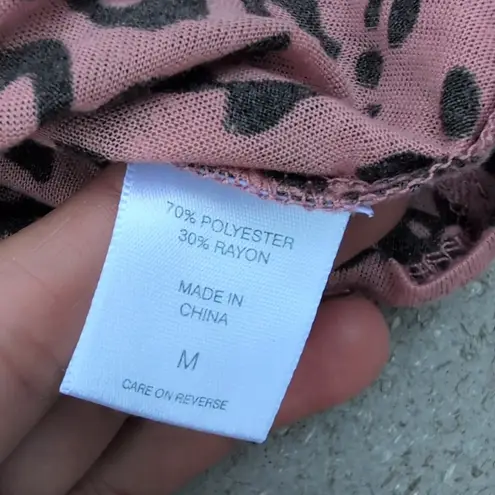 70% POLYESTER
30% RAYON
MADE IN
CHINA
M
CARE ON REVERSE